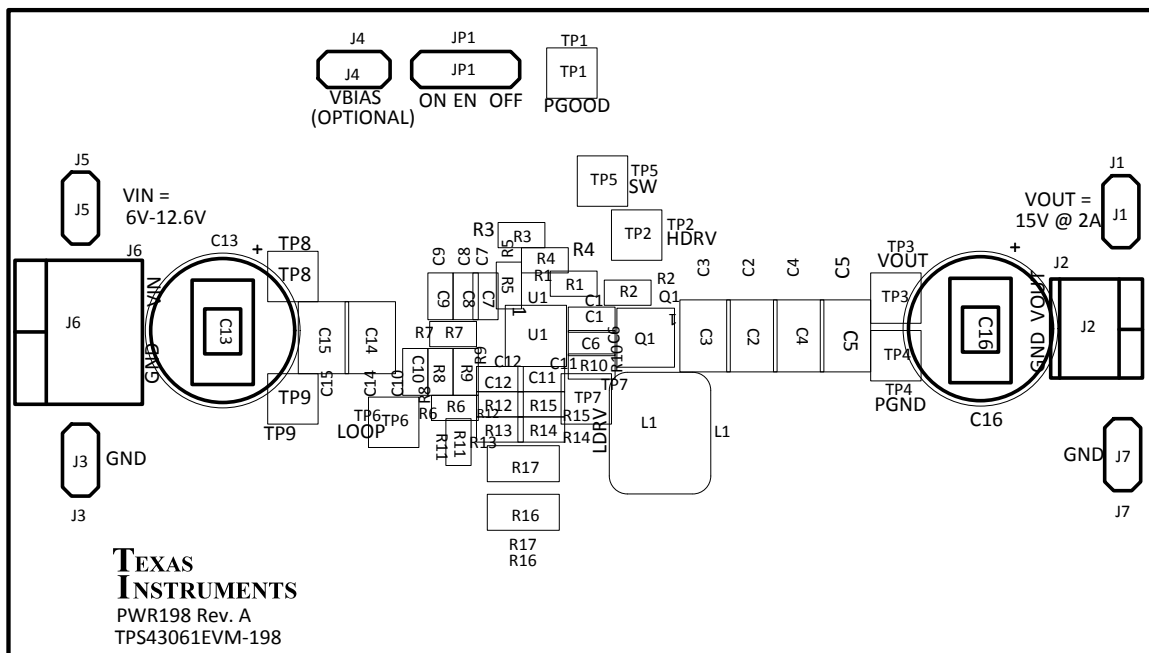 J4
JP1
TP1
J4
JP1
TP1
VBIAS
(OPTIONAL)
ON EN OFF
PGOOD
J5
J5
VIN =
6V-12.6V
TP5
TP5
SW
TP2
TP2
HDRV
J1
J1
VOUT =
15V @ 2A
J6
J6
VIN
GND
C13
+
C13
TP8
TP8
C15
C14
C15
C14
C10
TP9
TP9
R3
R3
R4
R4
R5
R5
R1
R1
R2
R2
C9
C8
C7
C9
C8
C7
1
U1
U1
C1
C1
C6
C6
R10
R10
Q1
1
Q1
R7
R7
C10
R8
R9
R9
R8
C12
C12
C11
C11
R6
R6
R12
R12
R15
R15
R13
R13
R14
R14
R11
R11
TP6
TP6
LOOP
TP7
TP7
LDRV
L1
L1
R17
R16
R17
R16
C3
C2
C4
C5
C3
C2
C4
C5
TP3
VOUT
TP3
TP4
TP4
PGND
+
C16
C16
VOUT
GND
J2
J2
J3
GND
J3
GND
J7
J7
TEXAS
INSTRUMENTS
PWR198 Rev. A
TPS43061EVM-198